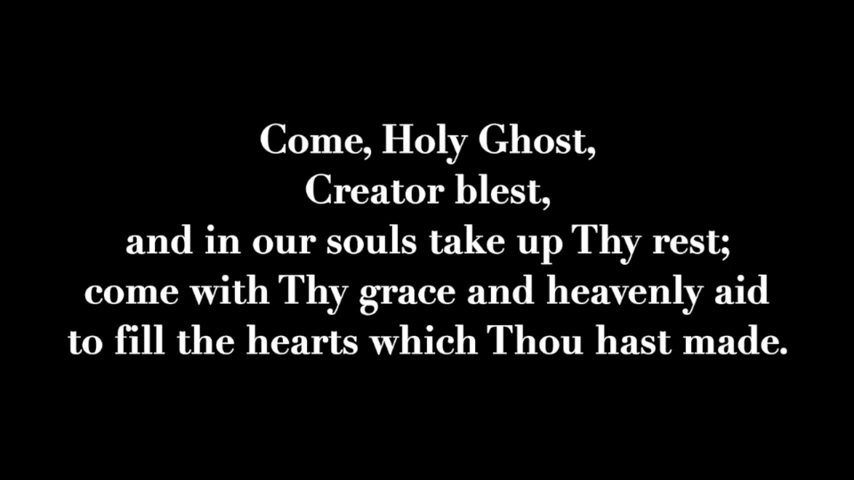 Come, Holy Ghost,
Creator blest,
and in our souls take up Thy rest;
come with Thy grace and heavenly aid
to fill the hearts which Thou hast made.